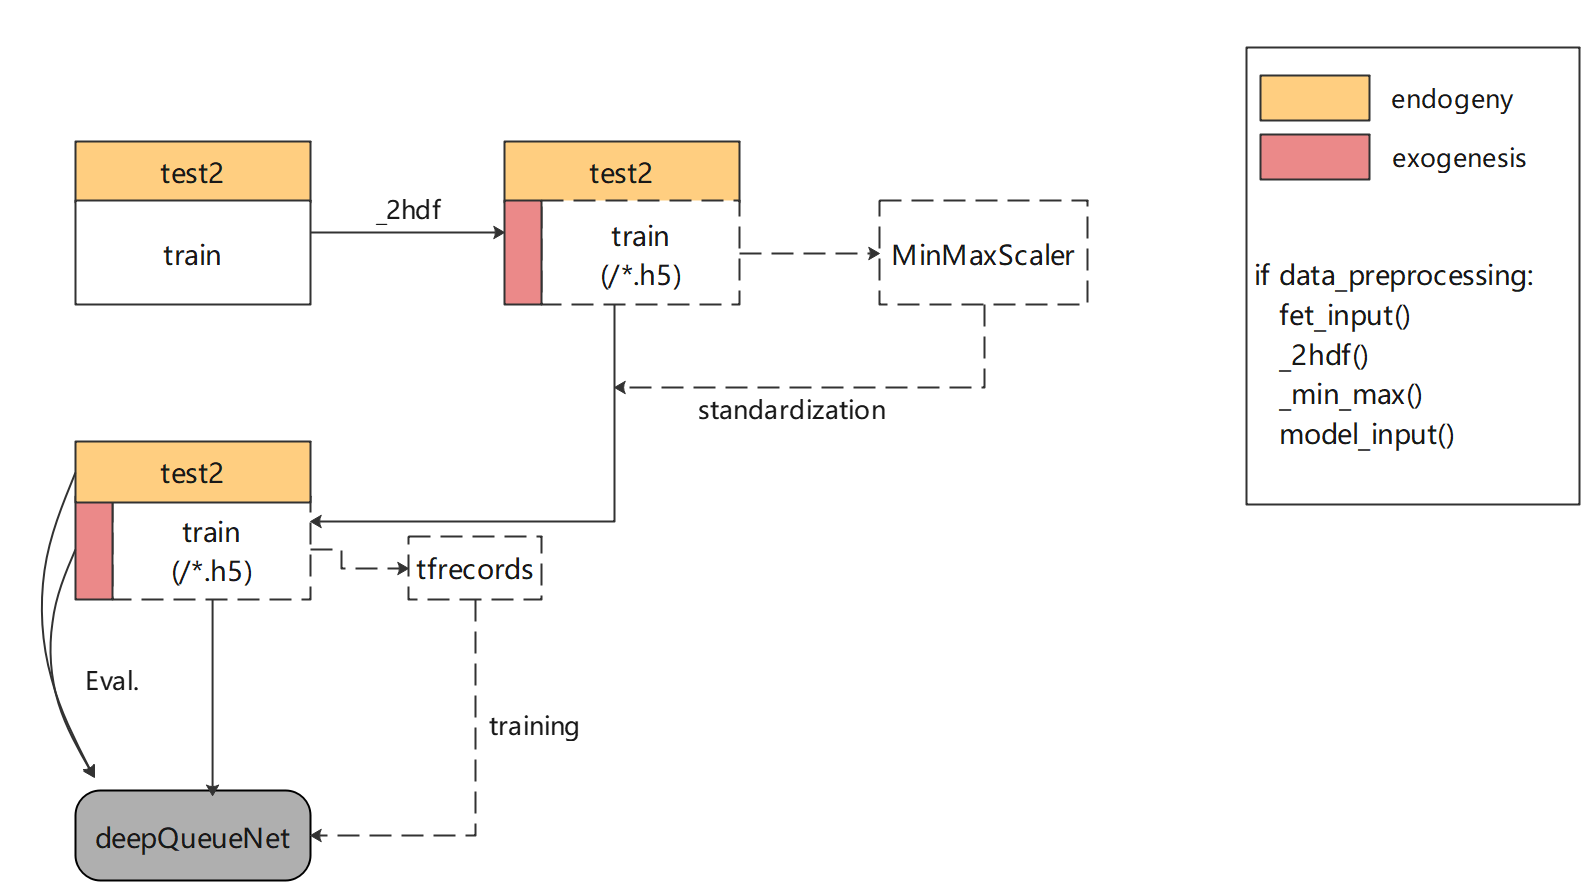 endogeny
exogenesis
test2
train
_2hdf
test2
train
(/*.h5)
MinMaxScaler
standardization
if data_preprocessing:
fet_input()
_2hdf()
_min_max()
model_input()
test2
train
(/*.h5)
tfrecords
Eval.
training
deepQueueNet